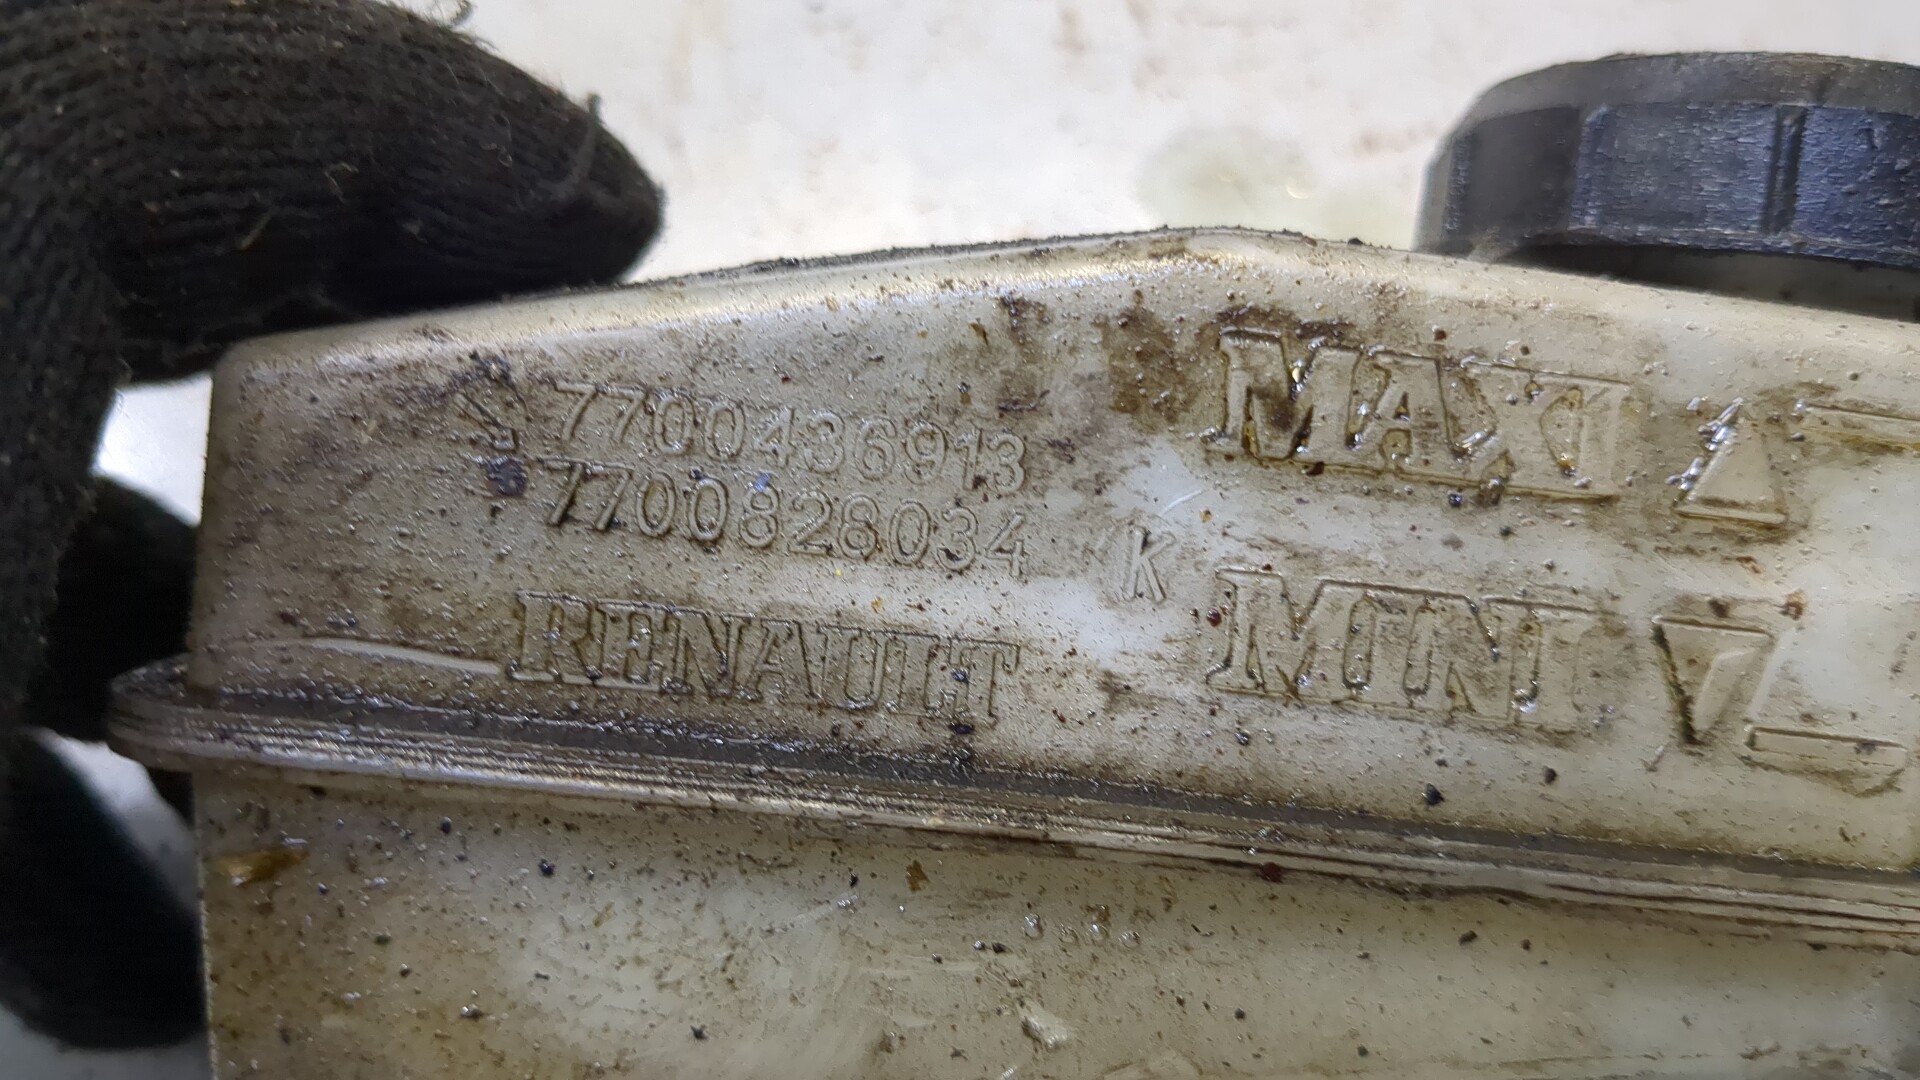 7700436913
7700828034 K
RENAULT
MAXI
MINI